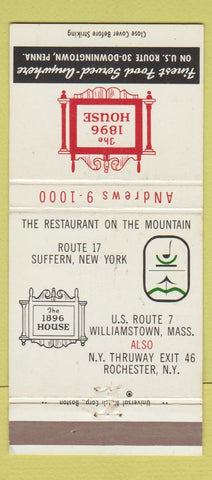 Close Cover Before Striking
ON U.S. ROUTE 30-DOWNINGTOWN, PENNA.
Finest Food Served-Anywhere
The
1896
HOUSE
ANdrews 9-1000
THE RESTAURANT ON THE MOUNTAIN
ROUTE 17
SUFFERN, NEW YORK
The
1896
HOUSE
U.S. ROUTE 7
WILLIAMSTOWN, MASS.
ALSO
N.Y. THRUWAY EXIT 46
ROCHESTER, N.Y.
Universal Match Corp., Boston